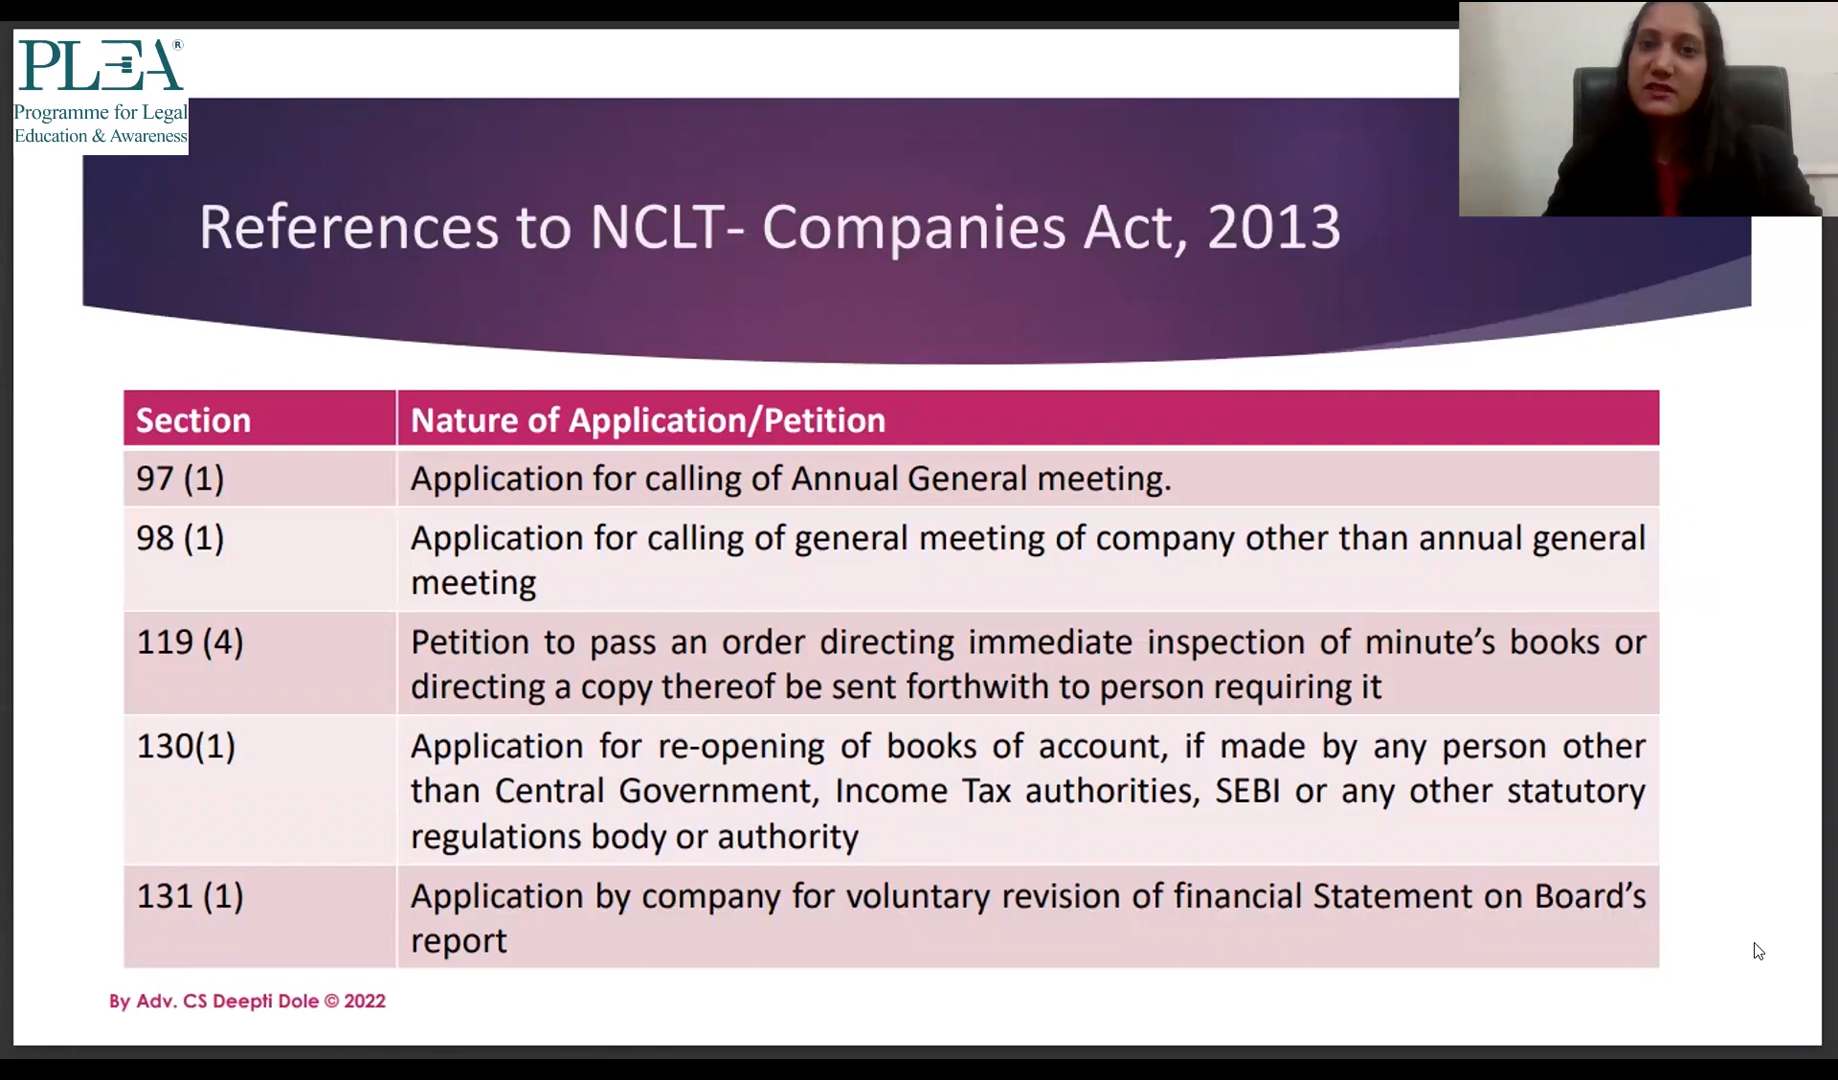 PLEA®
Programme for Legal
Education & Awareness
References to NCLT- Companies Act, 2013
Section
Nature of Application/Petition
97 (1)
Application for calling of Annual General meeting.
98 (1)
Application for calling of general meeting of company other than annual general
meeting
119 (4)
Petition to pass an order directing immediate inspection of minute's books or
directing a copy thereof be sent forthwith to person requiring it
130(1)
Application for re-opening of books of account, if made by any person other
than Central Government, Income Tax authorities, SEBI or any other statutory
regulations body or authority
131 (1)
Application by company for voluntary revision of financial Statement on Board's
report
By Adv. CS Deepti Dole © 2022